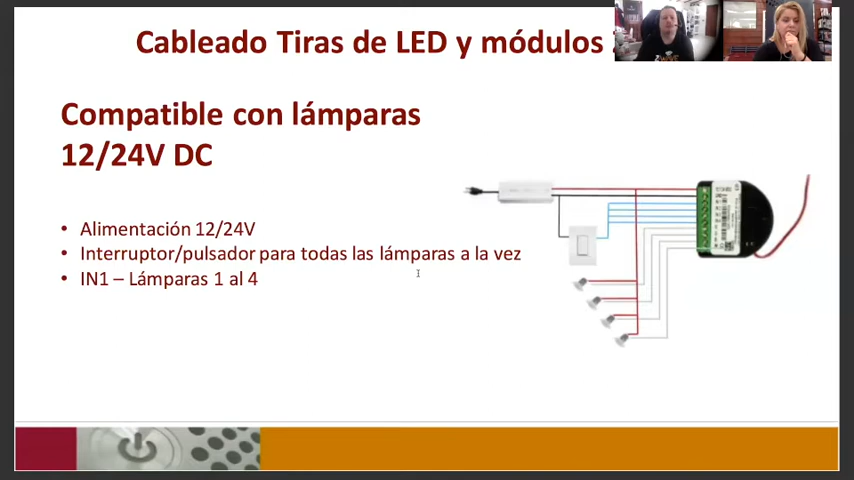 Cableado Tiras de LED y módulos
Compatible con lámparas
12/24V DC
• Alimentación 12/24V
• Interruptor/pulsador para todas las lámparas a la vez
• IN1 – Lámparas 1 al 4